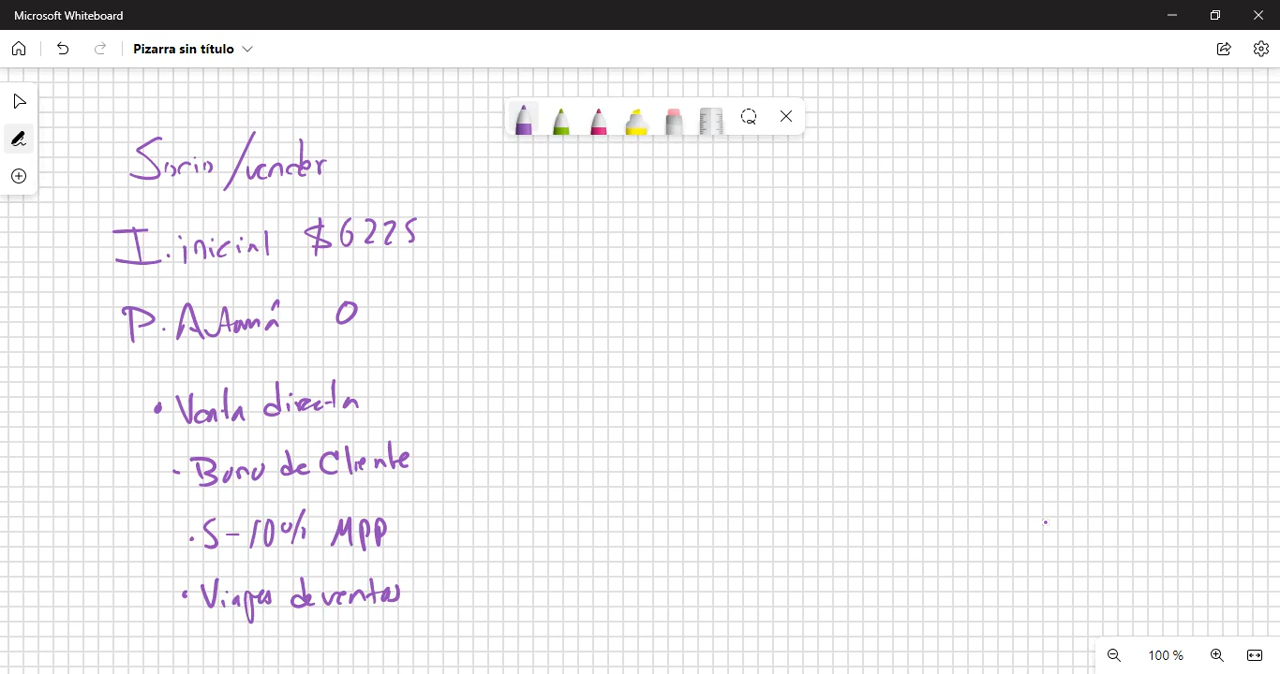 Microsoft Whiteboard
Pizarra sin título
Socio / vender
I. inicial $6225
P. Automá 0
• Venta directa
• Bono de Cliente
• 5-10% MPP
• Viajes de ventas
100 %